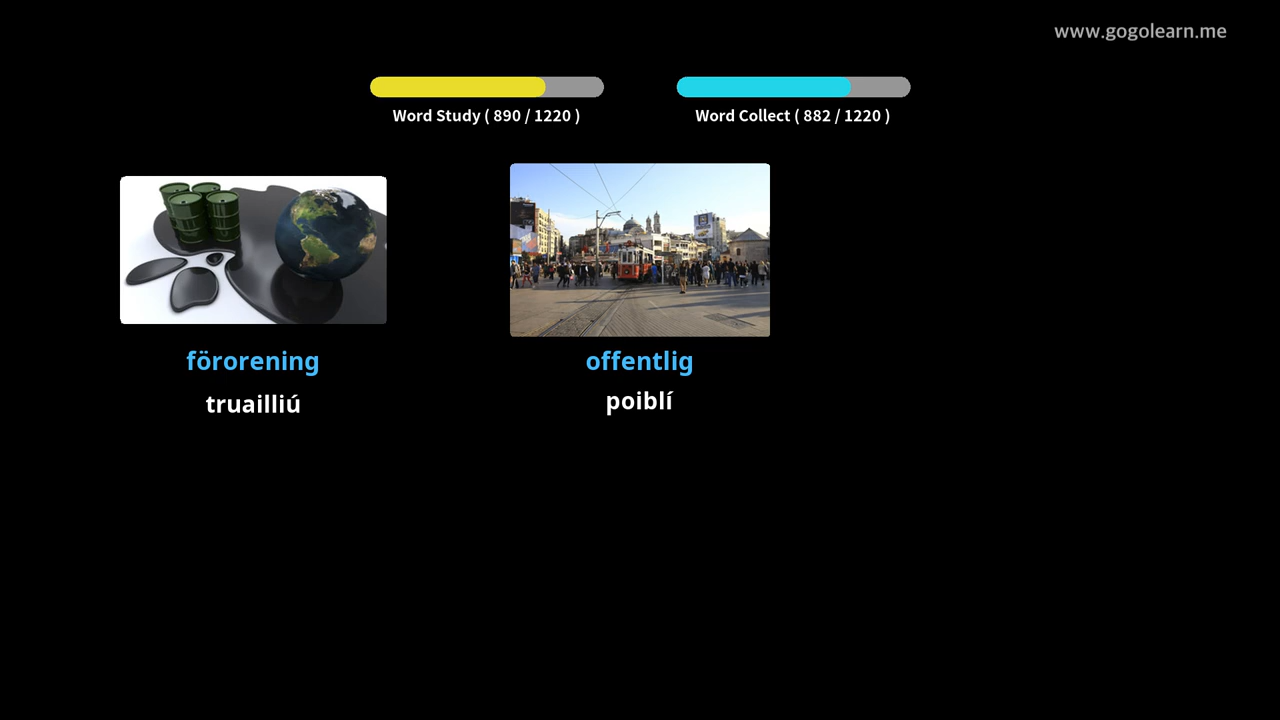 www.gogolearn.me
Word Study ( 890 / 1220 )
Word Collect ( 882 / 1220 )
förorening
offentlig
truailliú
poiblí